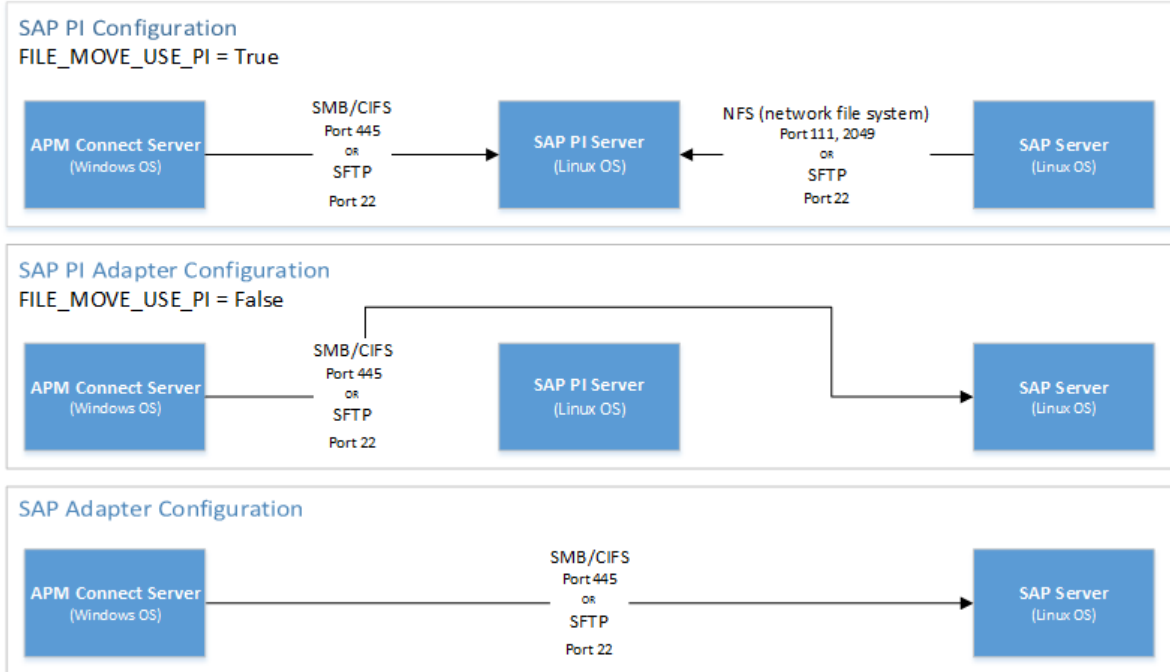 SAP PI Configuration
FILE_MOVE_USE_PI = True
APM Connect Server
(Windows OS)
SMB/CIFS
Port 445
OR
SFTP
Port 22
SAP PI Server
(Linux OS)
NFS (network file system)
Port 111, 2049
OR
SFTP
Port 22
SAP Server
(Linux OS)
SAP PI Adapter Configuration
FILE_MOVE_USE_PI = False
APM Connect Server
(Windows OS)
SMB/CIFS
Port 445
OR
SFTP
Port 22
SAP PI Server
(Linux OS)
SAP Server
(Linux OS)
SAP Adapter Configuration
APM Connect Server
(Windows OS)
SMB/CIFS
Port 445
OR
SFTP
Port 22
SAP Server
(Linux OS)